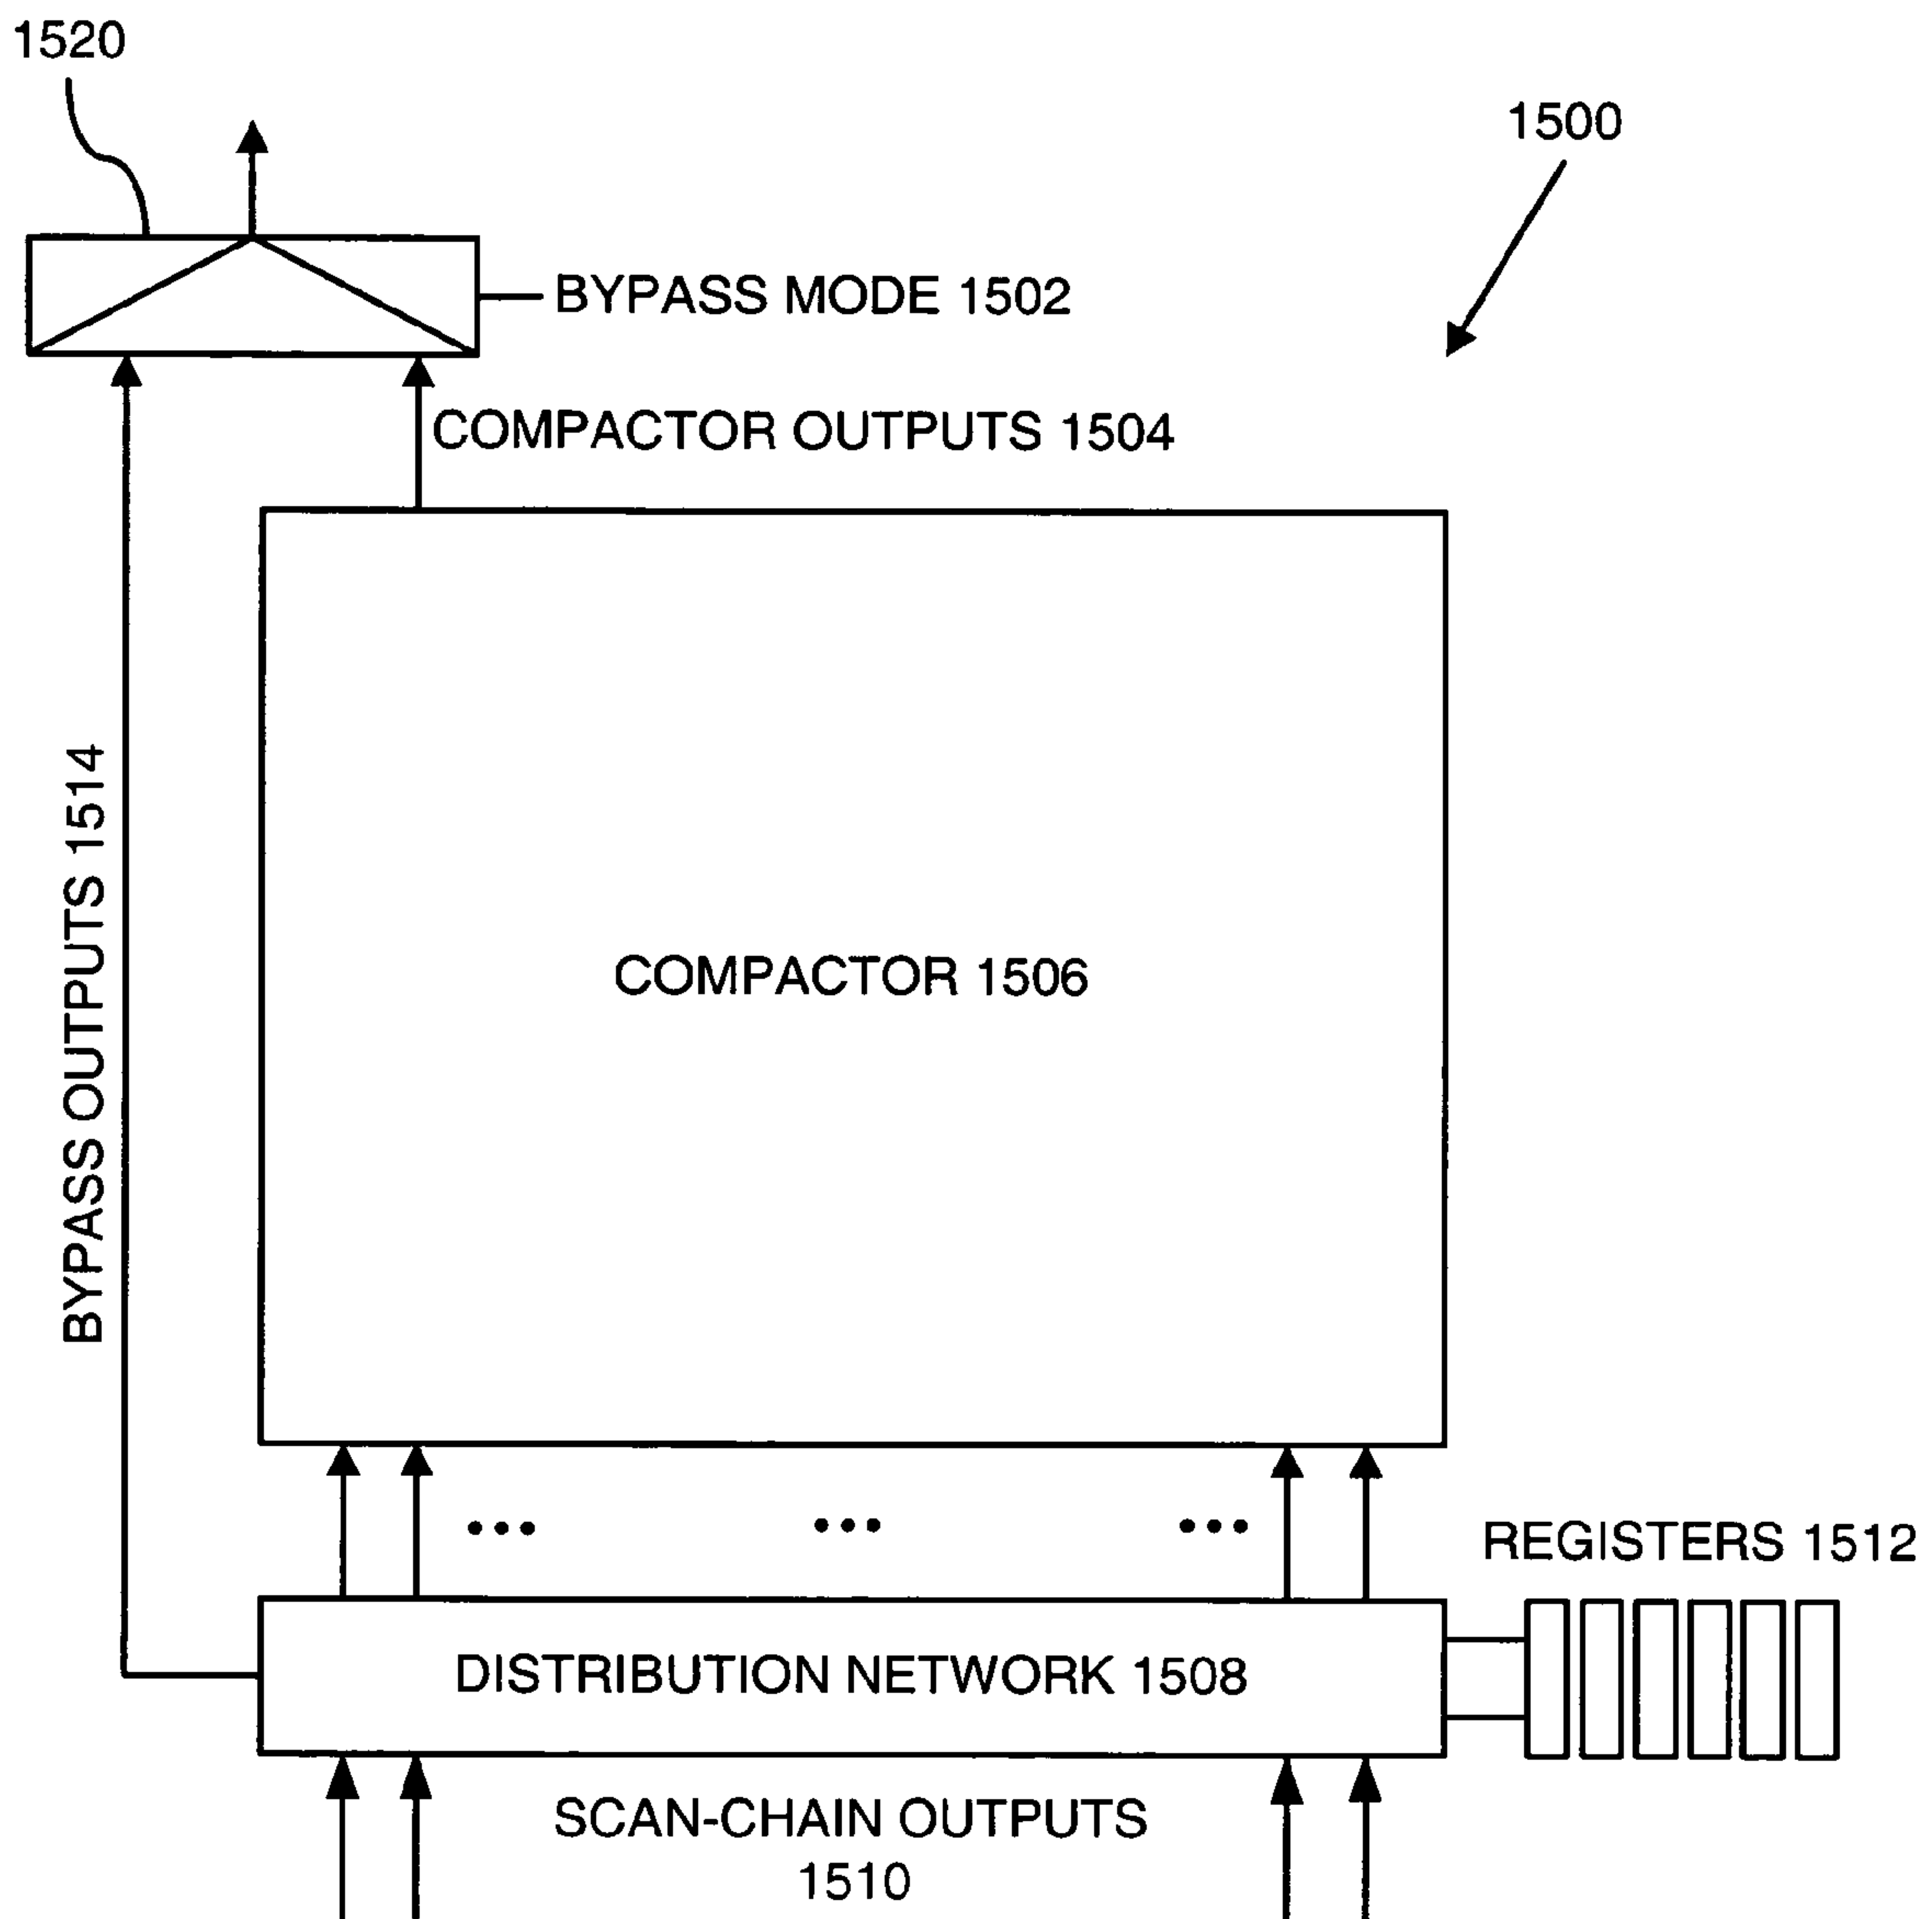 1520
1500
BYPASS MODE 1502
COMPACTOR OUTPUTS 1504
BYPASS OUTPUTS 1514
COMPACTOR 1506
REGISTERS 1512
DISTRIBUTION NETWORK 1508
SCAN-CHAIN OUTPUTS
1510